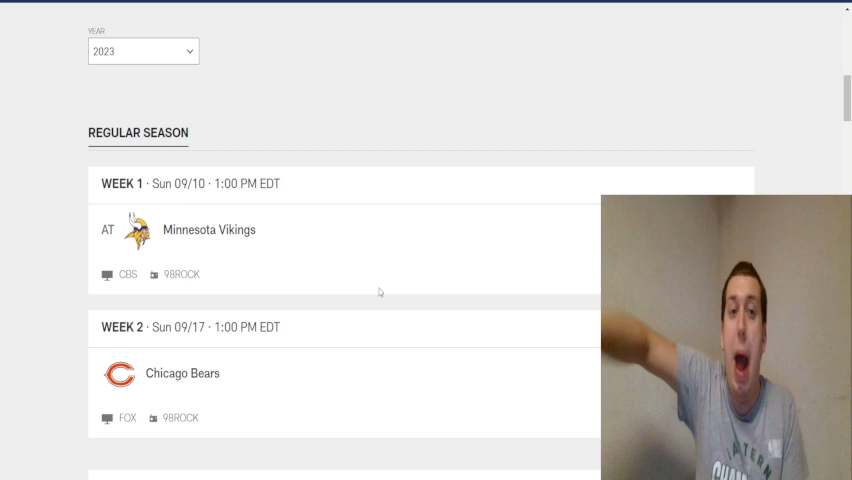 YEAR
2023
REGULAR SEASON
WEEK 1 · Sun 09/10 · 1:00 PM EDT
AT Minnesota Vikings
CBS 98ROCK
WEEK 2 · Sun 09/17 · 1:00 PM EDT
Chicago Bears
FOX 98ROCK